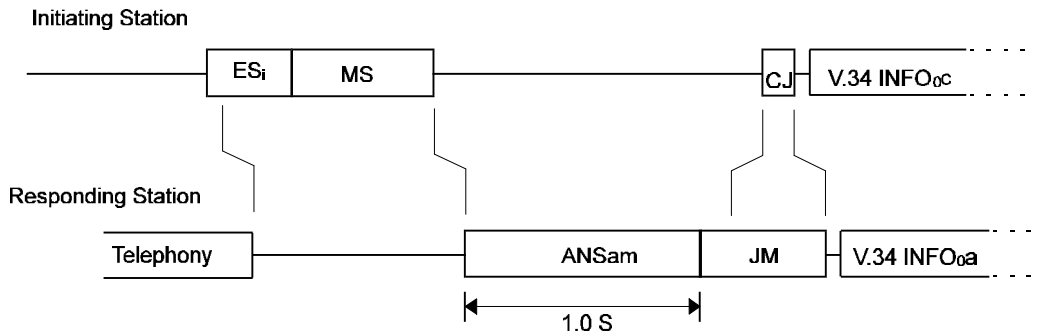 Initiating Station
ESi MS CJ V.34 INFO0c
Responding Station
Telephony ANSam JM V.34 INFO0a
1.0 S